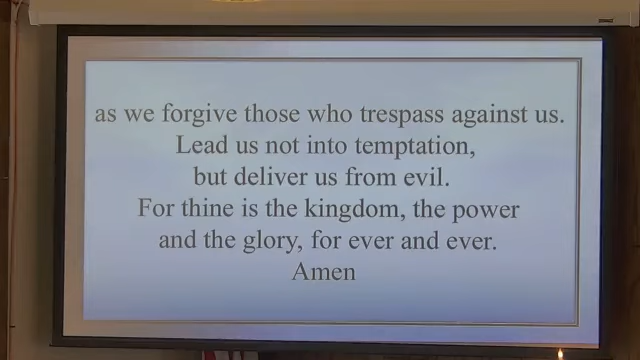 as we forgive those who trespass against us.
Lead us not into temptation,
but deliver us from evil.
For thine is the kingdom, the power
and the glory, for ever and ever.
Amen